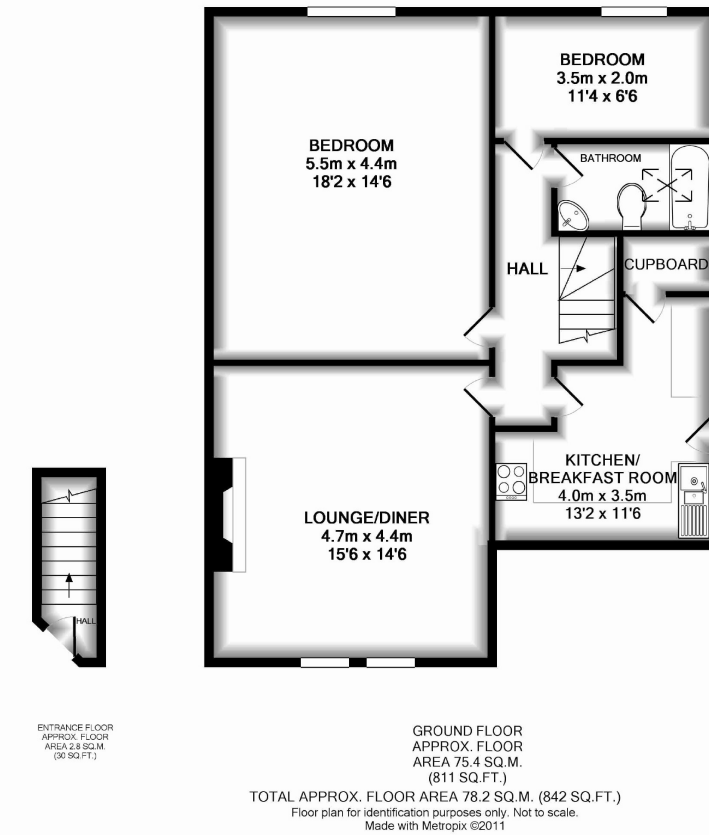 BEDROOM
5.5m x 4.4m
18'2 x 14'6
BEDROOM
3.5m x 2.0m
11'4 x 6'6
BATHROOM
HALL
CUPBOARD
LOUNGE/DINER
4.7m x 4.4m
15'6 x 14'6
KITCHEN/
BREAKFAST ROOM
4.0m x 3.5m
13'2 x 11'6
HALL
ENTRANCE FLOOR
APPROX. FLOOR
AREA 2.8 SQ.M.
(30 SQ.FT.)
GROUND FLOOR
APPROX. FLOOR
AREA 75.4 SQ.M.
(811 SQ.FT.)
TOTAL APPROX. FLOOR AREA 78.2 SQ.M. (842 SQ.FT.)
Floor plan for identification purposes only. Not to scale.
Made with Metropix ©2011